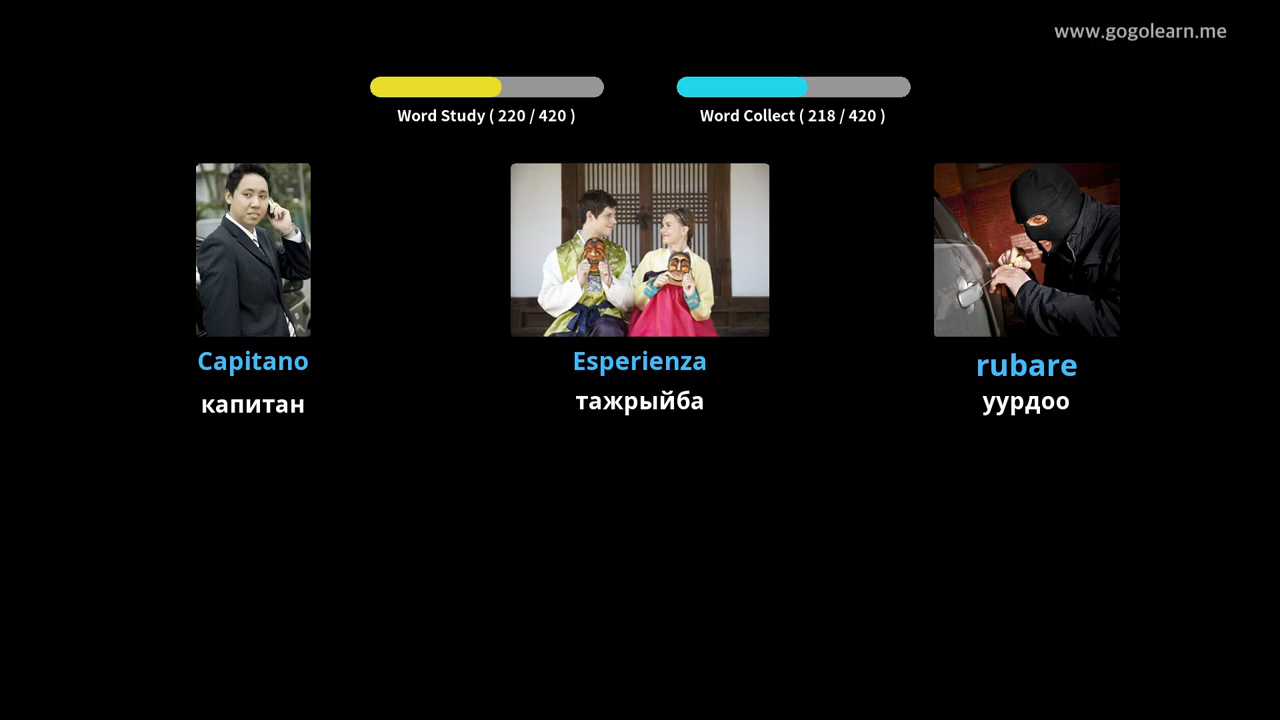 www.gogolearn.me
Word Study ( 220 / 420 )
Word Collect ( 218 / 420 )
Capitano
Esperienza
rubare
капитан
тажрыйба
уурдоо